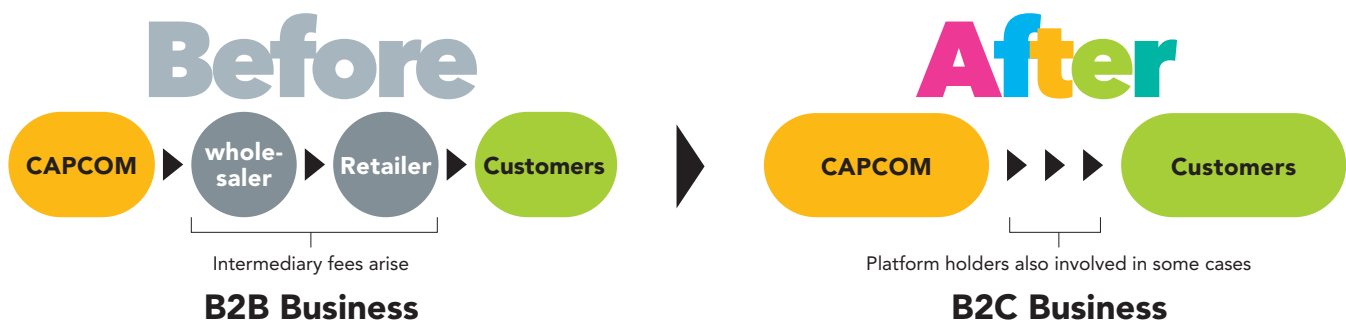 Before
After
CAPCOM
whole-
saler
Retailer
Customers
CAPCOM
Customers
Intermediary fees arise
Platform holders also involved in some cases
B2B Business
B2C Business